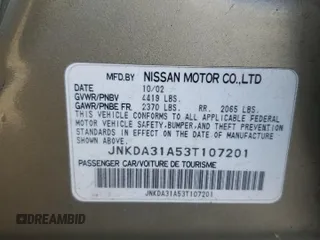 MFD.BY NISSAN MOTOR CO.,LTD
DATE 10/02
GVWR/PNBV 4419 LBS.
GAWR/PNBE FR. 2370 LBS. RR. 2065 LBS.
THIS VEHICLE CONFORMS TO ALL APPLICABLE FEDERAL
MOTOR VEHICLE SAFETY,BUMPER,AND THEFT PREVENTION
STANDARDS IN EFFECT ON THE DATE OF MANUFACTURE
SHOWN ABOVE.
JNKDA31A53T107201
PASSENGER CAR/VOITURE DE TOURISME
JNKDA31A53T107201
DREAMBID